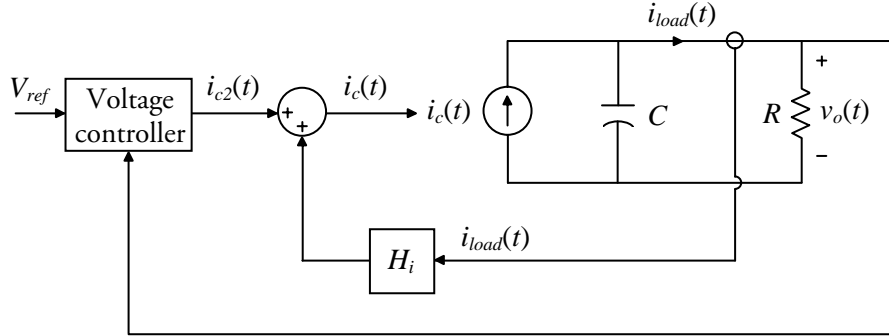 i_load(t)
V_ref
Voltage
controller
i_c2(t)
+
+
i_c(t)
i_c(t)
C
R
+
v_o(t)
−
H_i
i_load(t)